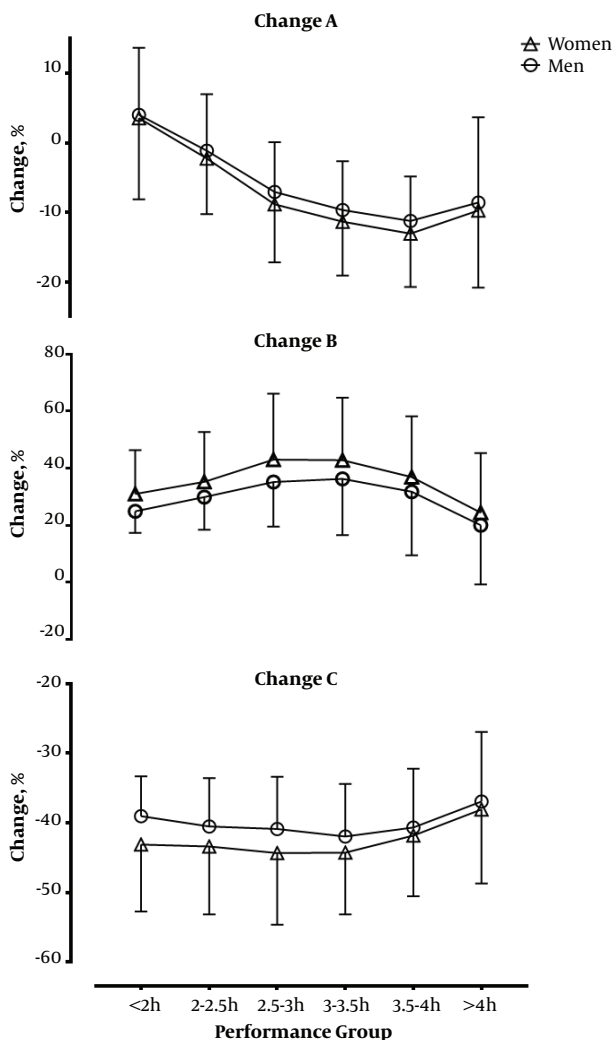 Change A
Women
Men
Change, %
10
0
-10
-20
Change B
Change, %
80
60
40
20
0
-20
Change C
Change, %
-20
-30
-40
-50
-60
<2h 2-2.5h 2.5-3h 3-3.5h 3.5-4h >4h
Performance Group